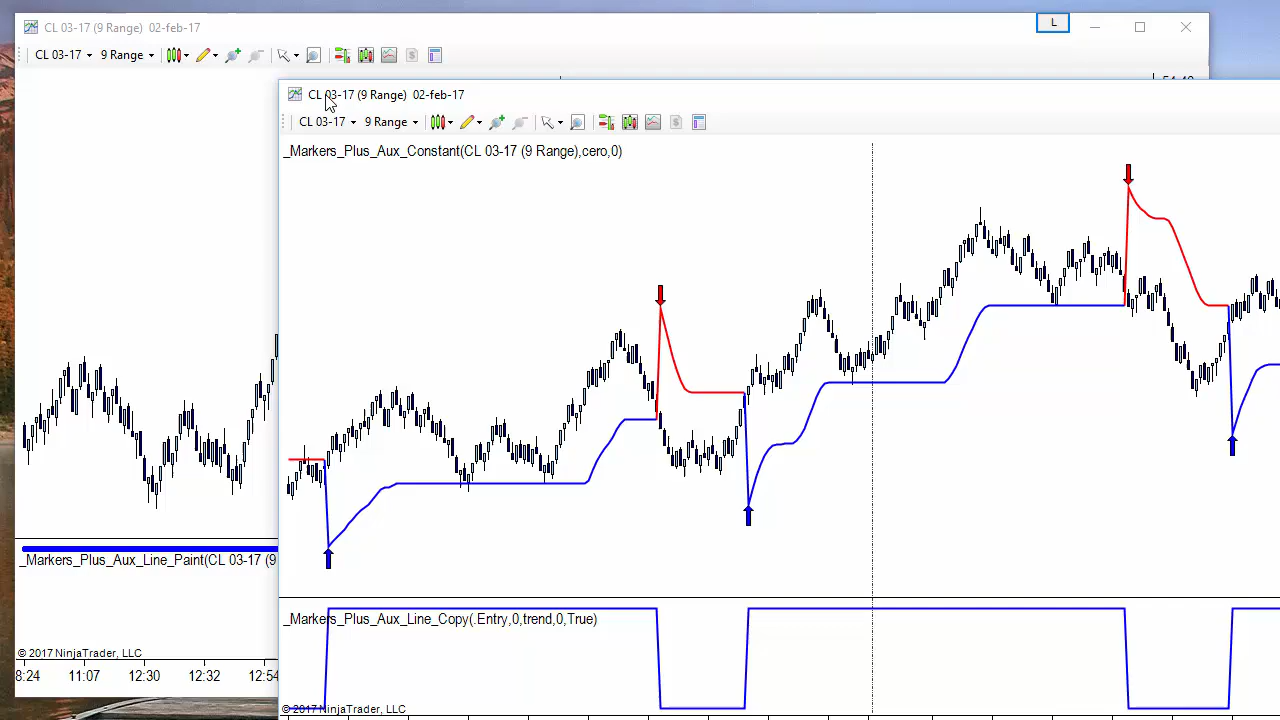 CL 03-17 (9 Range) 02-feb-17
L
CL 03-17 9 Range
CL 03-17 (9 Range) 02-feb-17
CL 03-17 9 Range
_Markers_Plus_Aux_Constant(CL 03-17 (9 Range),cero,0)
_Markers_Plus_Aux_Line_Paint(CL 03-17 (9
_Markers_Plus_Aux_Line_Copy(.Entry,0,trend,0,True)
© 2017 NinjaTrader, LLC
8:24 11:07 12:30 12:32 12:54
© 2017 NinjaTrader, LLC